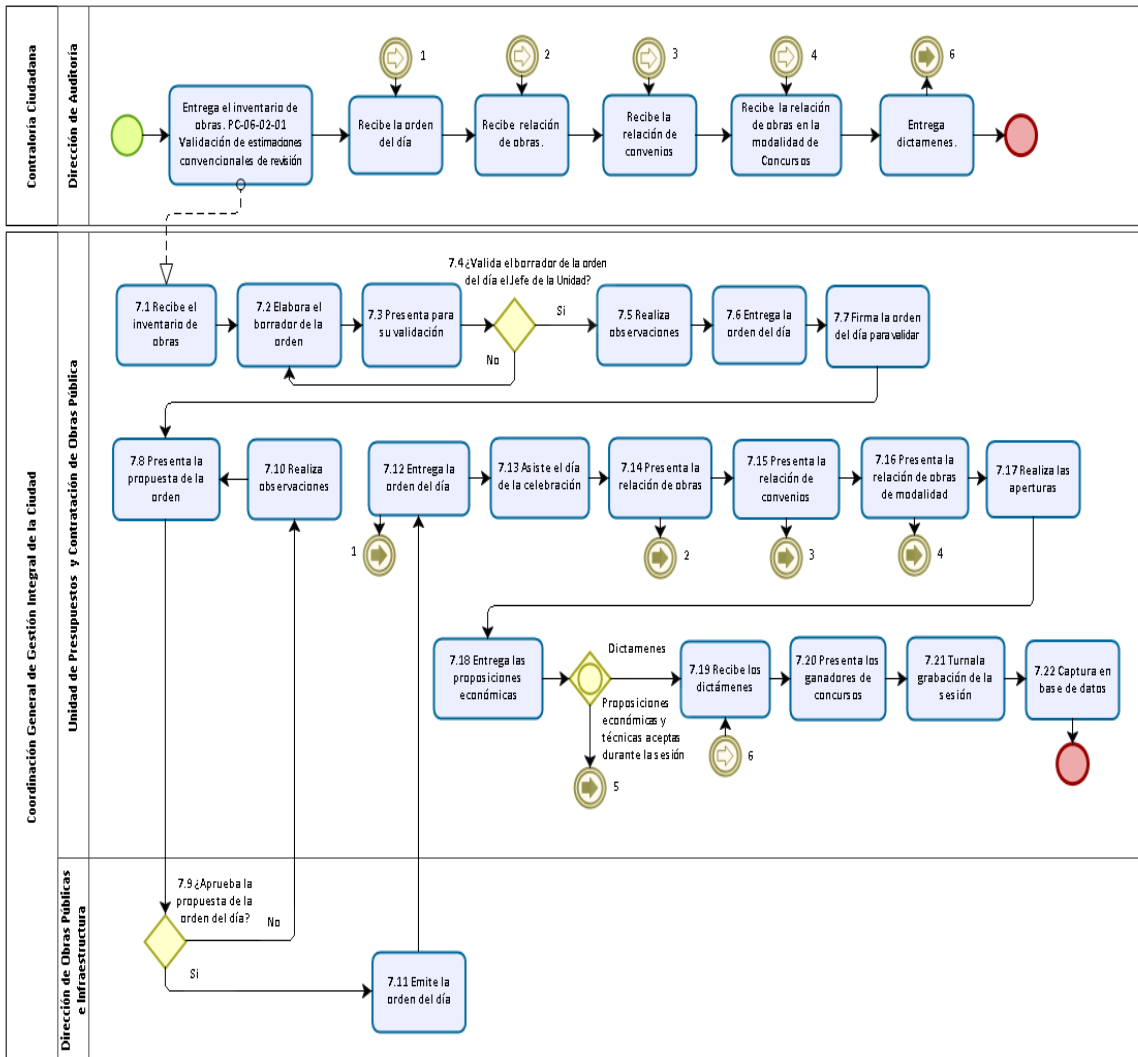 Contraloría Ciudadana
Dirección de Auditoría
Entrega el inventario de
obras. PC-06-02-01
Validación de estimaciones
convencionales de revisión
1
Recibe la orden
del día
2
Recibe relación
de obras.
3
Recibe la
relación de
convenios
4
Recibe la relación
de obras en la
modalidad de
Concursos
6
Entrega
dictamenes.
Coordinación General de Gestión Integral de la Ciudad
Unidad de Presupuestos y Contratación de Obras Pública
7.1 Recibe el
inventario de
obras
7.2 Elabora el
borrador de la
orden
7.3 Presenta para
su validación
7.4 ¿Valida el borrador de la orden
del día el Jefe de la Unidad?
Si
No
7.5 Realiza
observaciones
7.6 Entrega la
orden del día
7.7 Firma la orden
del día para validar
7.8 Presenta la
propuesta de la
orden
7.10 Realiza
observaciones
7.12 Entrega la
orden del día
1
7.13 Asiste el día
de la celebración
7.14 Presenta la
relación de obras
2
7.15 Presenta la
relación de
convenios
3
7.16 Presenta la
relación de obras
de modalidad
4
7.17 Realiza las
aperturas
7.18 Entrega las
proposiciones
económicas
Dictamenes
Proposiciones
económicas y
técnicas aceptas
durante la sesión
5
7.19 Recibe los
dictámenes
6
7.20 Presenta los
ganadores de
concursos
7.21 Turna la
grabación de la
sesión
7.22 Captura en
base de datos
Dirección de Obras Públicas
e Infraestructura
7.9 ¿Aprueba la
propuesta de la
orden del día?
No
Si
7.11 Emite la
orden del día